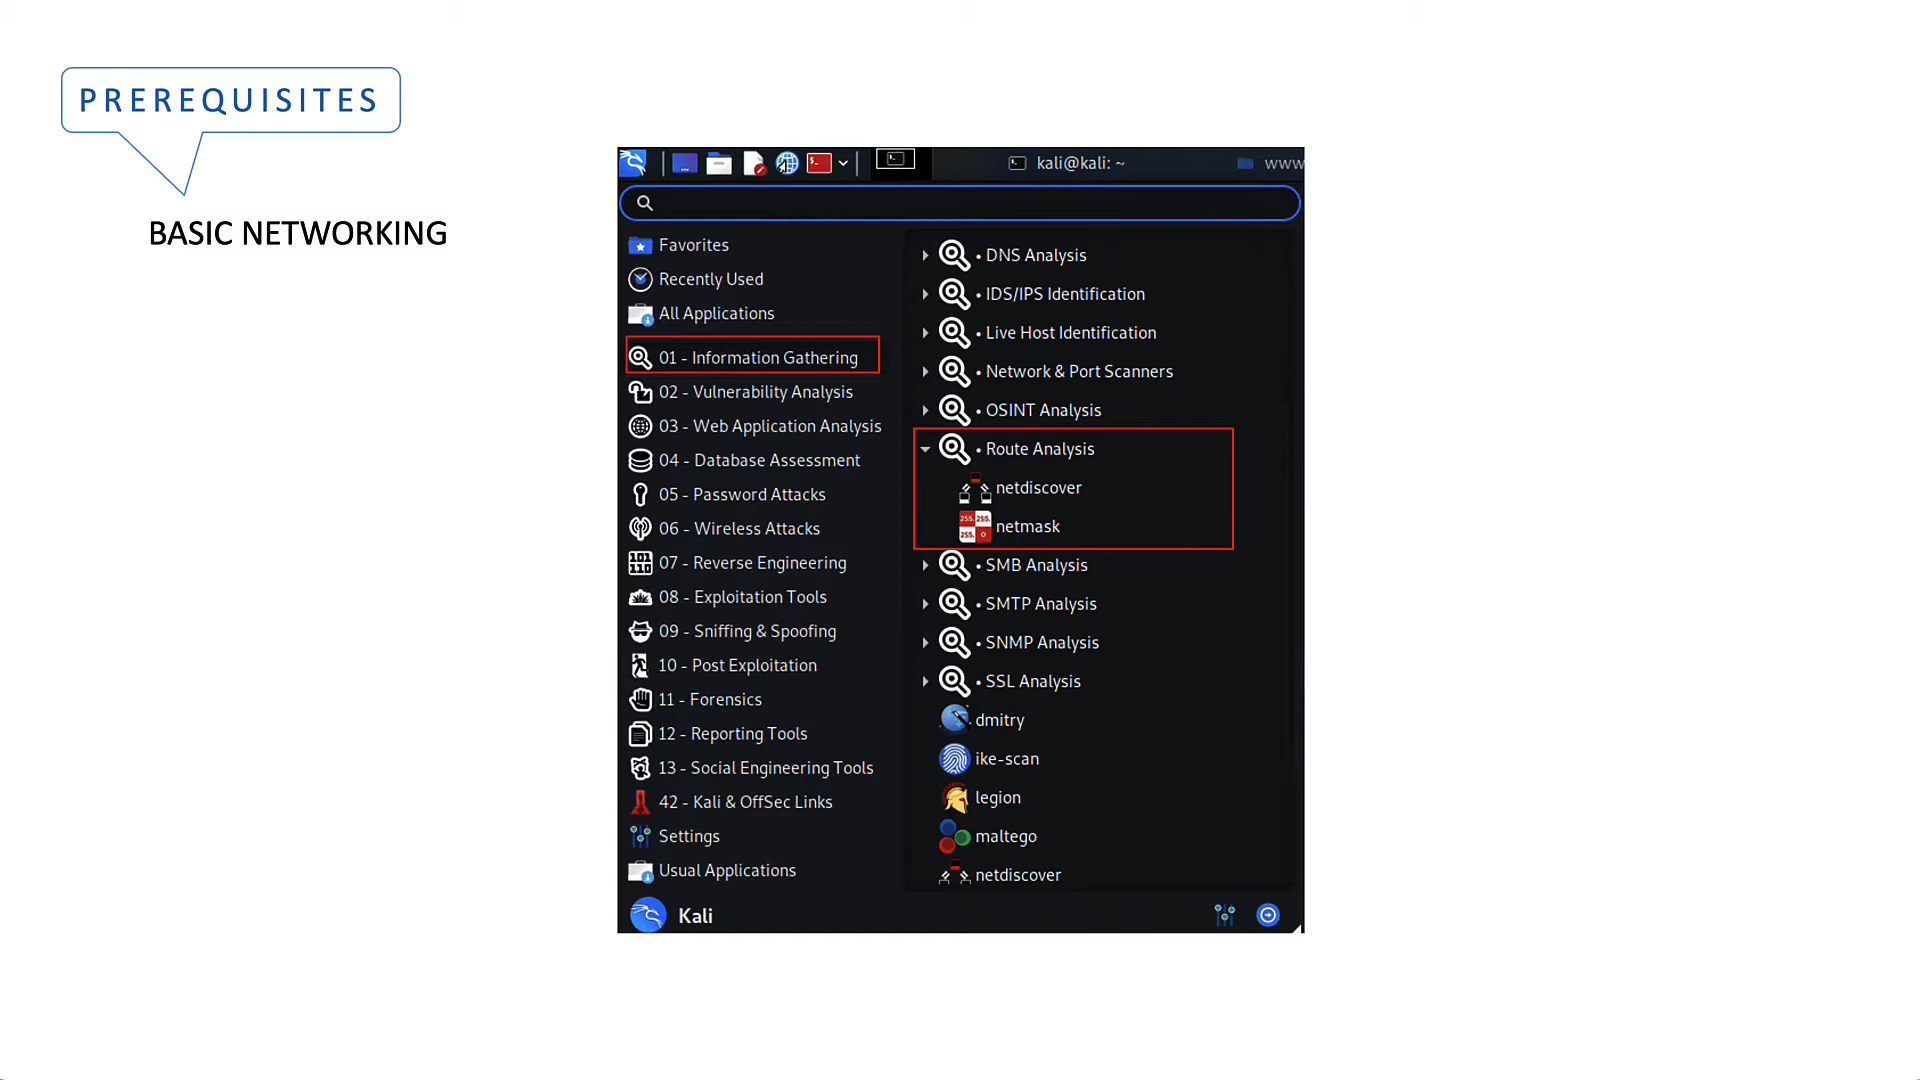 PREREQUISITES
BASIC NETWORKING
kali@kali: ~
www
Favorites
Recently Used
All Applications
01 - Information Gathering
02 - Vulnerability Analysis
03 - Web Application Analysis
04 - Database Assessment
05 - Password Attacks
06 - Wireless Attacks
07 - Reverse Engineering
08 - Exploitation Tools
09 - Sniffing & Spoofing
10 - Post Exploitation
11 - Forensics
12 - Reporting Tools
13 - Social Engineering Tools
42 - Kali & OffSec Links
Settings
Usual Applications
• DNS Analysis
• IDS/IPS Identification
• Live Host Identification
• Network & Port Scanners
• OSINT Analysis
• Route Analysis
netdiscover
255. 255.
255. 0
netmask
• SMB Analysis
• SMTP Analysis
• SNMP Analysis
• SSL Analysis
dmitry
ike-scan
legion
maltego
netdiscover
Kali